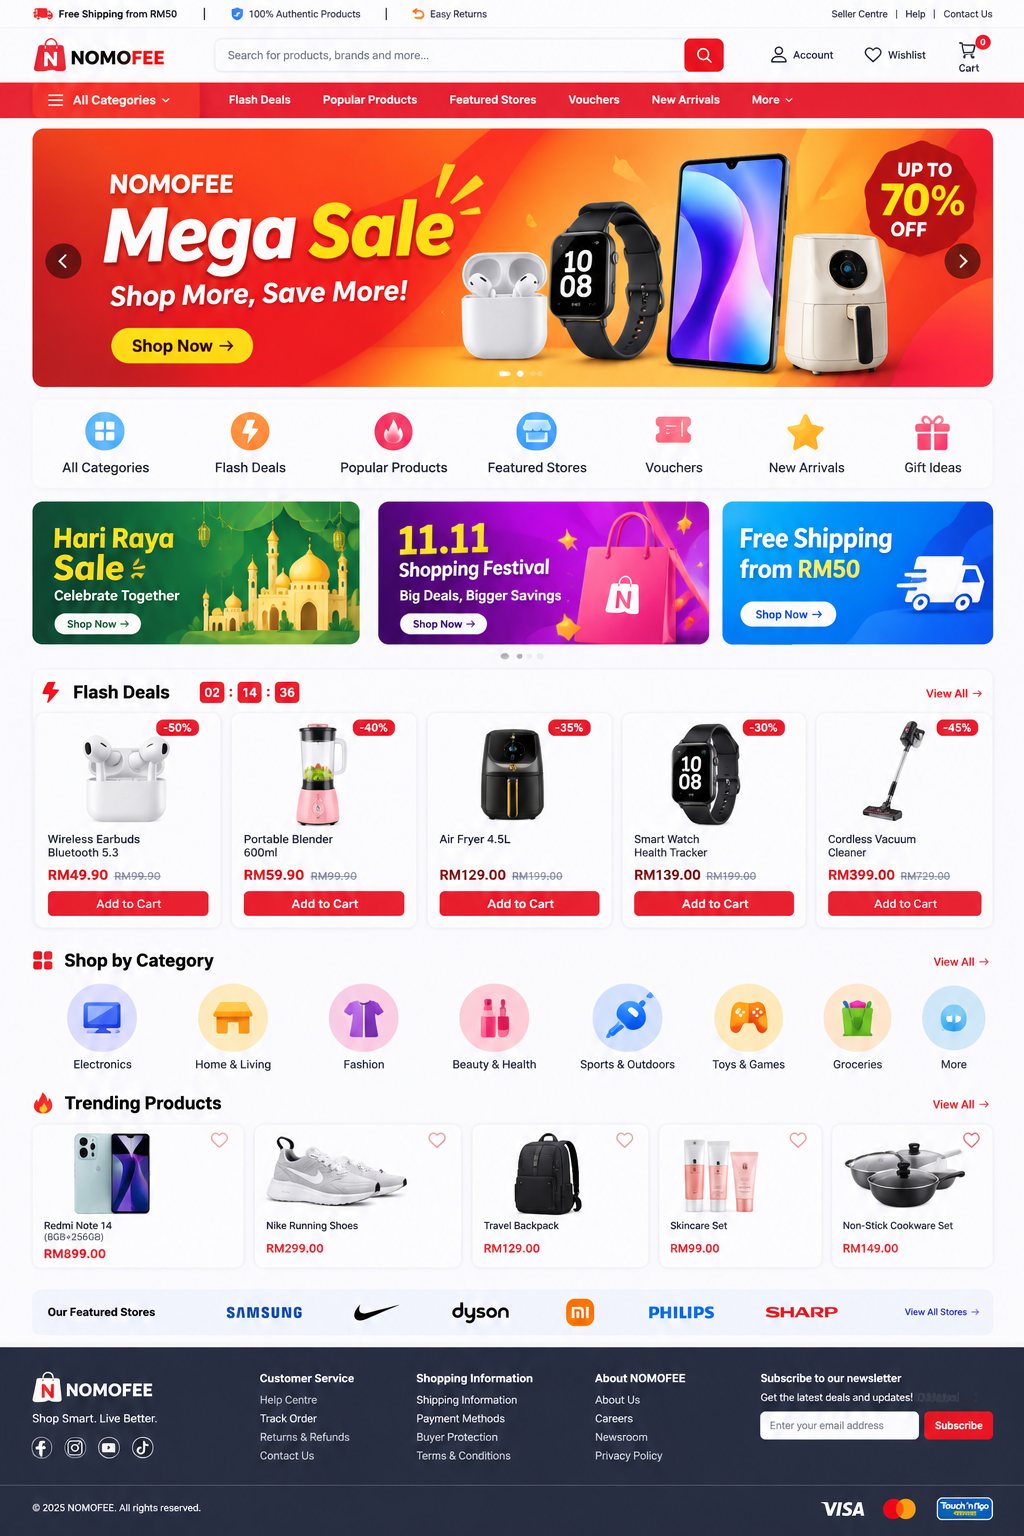 Free Shipping from RM50
100% Authentic Products
Easy Returns
Seller Centre | Help | Contact Us
N NOMOFEE
Search for products, brands and more...
Account
Wishlist
0
Cart
All Categories
Flash Deals
Popular Products
Featured Stores
Vouchers
New Arrivals
More
NOMOFEE
Mega Sale
Shop More, Save More!
Shop Now →
10
08
UP TO
70%
OFF
All Categories
Flash Deals
Popular Products
Featured Stores
Vouchers
New Arrivals
Gift Ideas
Hari Raya
Sale
Celebrate Together
Shop Now →
11.11
Shopping Festival
Big Deals, Bigger Savings
Shop Now →
N
Free Shipping
from RM50
Shop Now →
Flash Deals
02 : 14 : 36
View All →
-50%
Wireless Earbuds
Bluetooth 5.3
RM49.90 RM99.90
Add to Cart
-40%
Portable Blender
600ml
RM59.90 RM99.90
Add to Cart
-35%
Air Fryer 4.5L
RM129.00 RM199.00
Add to Cart
-30%
10
08
Smart Watch
Health Tracker
RM139.00 RM199.00
Add to Cart
-45%
Cordless Vacuum
Cleaner
RM399.00 RM729.00
Add to Cart
Shop by Category
View All →
Electronics
Home & Living
Fashion
Beauty & Health
Sports & Outdoors
Toys & Games
Groceries
More
Trending Products
View All →
Redmi Note 14
(8GB+256GB)
RM899.00
Nike Running Shoes
RM299.00
Travel Backpack
RM129.00
Skincare Set
RM99.00
Non-Stick Cookware Set
RM149.00
Our Featured Stores
SAMSUNG
dyson
mi
PHILIPS
SHARP
View All Stores →
N NOMOFEE
Shop Smart. Live Better.
Customer Service
Help Centre
Track Order
Returns & Refunds
Contact Us
Shopping Information
Shipping Information
Payment Methods
Buyer Protection
Terms & Conditions
About NOMOFEE
About Us
Careers
Newsroom
Privacy Policy
Subscribe to our newsletter
Get the latest deals and updates!
Enter your email address
Subscribe
© 2025 NOMOFEE. All rights reserved.
VISA
Touch 'n Ngo